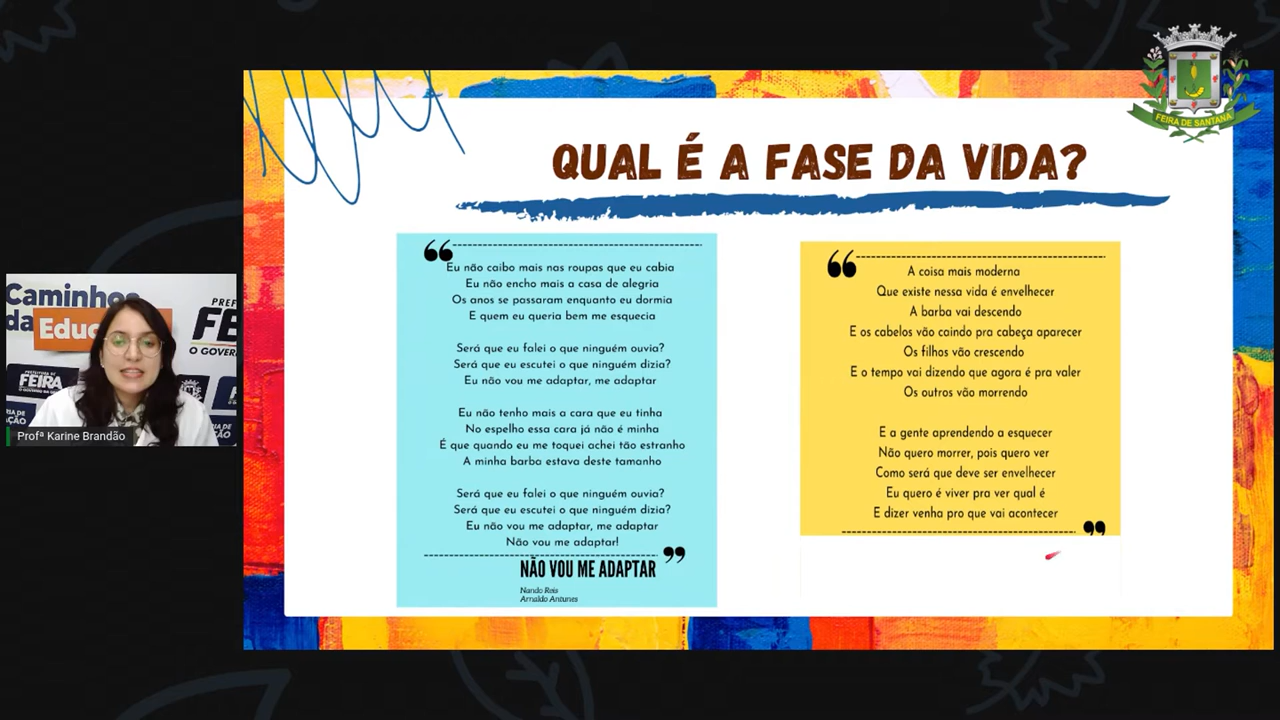 FEIRA DE SANTANA
QUAL É A FASE DA VIDA?
Eu não caibo mais nas roupas que eu cabia
Eu não encho mais a casa de alegria
Os anos se passaram enquanto eu dormia
E quem eu queria bem me esquecia
Será que eu falei o que ninguém ouvia?
Será que eu escutei o que ninguém dizia?
Eu não vou me adaptar, me adaptar
Eu não tenho mais a cara que eu tinha
No espelho essa cara já não é minha
É que quando eu me toquei achei tão estranho
A minha barba estava deste tamanho
Será que eu falei o que ninguém ouvia?
Será que eu escutei o que ninguém dizia?
Eu não vou me adaptar, me adaptar
Não vou me adaptar!
NÃO VOU ME ADAPTAR
Nando Reis
Arnaldo Antunes
A coisa mais moderna
Que existe nessa vida é envelhecer
A barba vai descendo
E os cabelos vão caindo pra cabeça aparecer
Os filhos vão crescendo
E o tempo vai dizendo que agora é pra valer
Os outros vão morrendo
E a gente aprendendo a esquecer
Não quero morrer, pois quero ver
Como será que deve ser envelhecer
Eu quero é viver pra ver qual é
E dizer venha pro que vai acontecer
Caminhos
da Educ
PREF
FE
O GOVER
FEIRA
Profª Karine Brandão